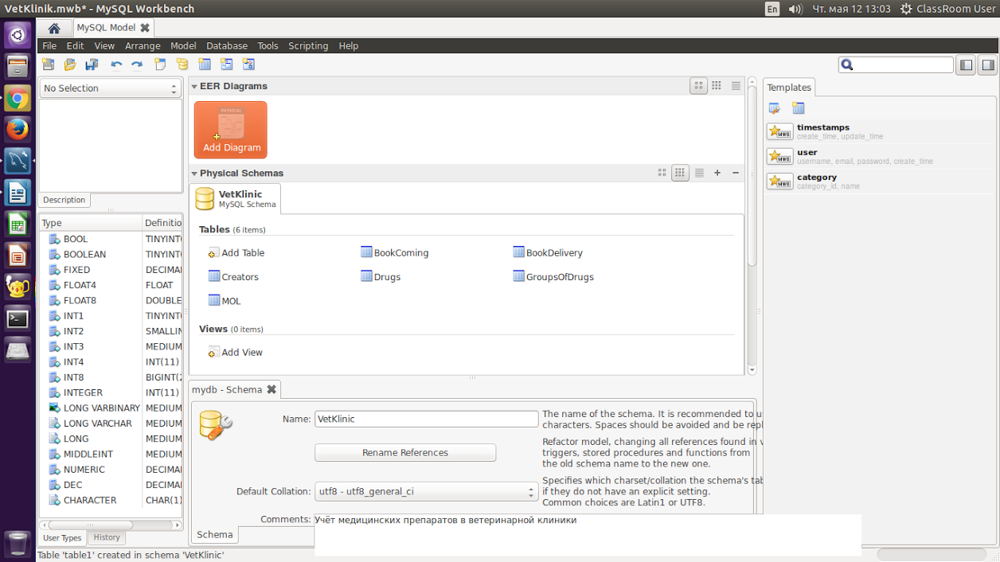 VetKlinik.mwb* - MySQL Workbench
En
Чт. мая 12 13:03
ClassRoom User
MySQL Model
File Edit View Arrange Model Database Tools Scripting Help
No Selection
Description
Type Definitio
BOOL TINYINT(
BOOLEAN TINYINT(
FIXED DECIMAL
FLOAT4 FLOAT
FLOAT8 DOUBLE
INT1 TINYINT(
INT2 SMALLIN
INT3 MEDIUM
INT4 INT(11)
INT8 BIGINT(2
INTEGER INT(11)
LONG VARBINARY MEDIUM
LONG VARCHAR MEDIUM
LONG MEDIUM
MIDDLEINT MEDIUM
NUMERIC DECIMAL
DEC DECIMAL
CHARACTER CHAR(1)
User Types History
EER Diagrams
PHYSICAL
Add Diagram
Physical Schemas
VetKlinic
MySQL Schema
Tables (6 items)
Add Table BookComing BookDelivery
Creators Drugs GroupsOfDrugs
MOL
Views (0 items)
Add View
mydb - Schema
Name: VetKlinic
The name of the schema. It is recommended to u
characters. Spaces should be avoided and be repl
Rename References
Refactor model, changing all references found in v
triggers, stored procedures and functions from
the old schema name to the new one.
Default Collation: utf8 - utf8_general_ci
Specifies which charset/collation the schema's tab
if they do not have an explicit setting.
Common choices are Latin1 or UTF8.
Comments: Учёт медицинских препаратов в ветеринарной клиники
Schema
Templates
MWB timestamps
create_time, update_time
MWB user
username, email, password, create_time
MWB category
category_id, name
Table 'table1' created in schema 'VetKlinic'